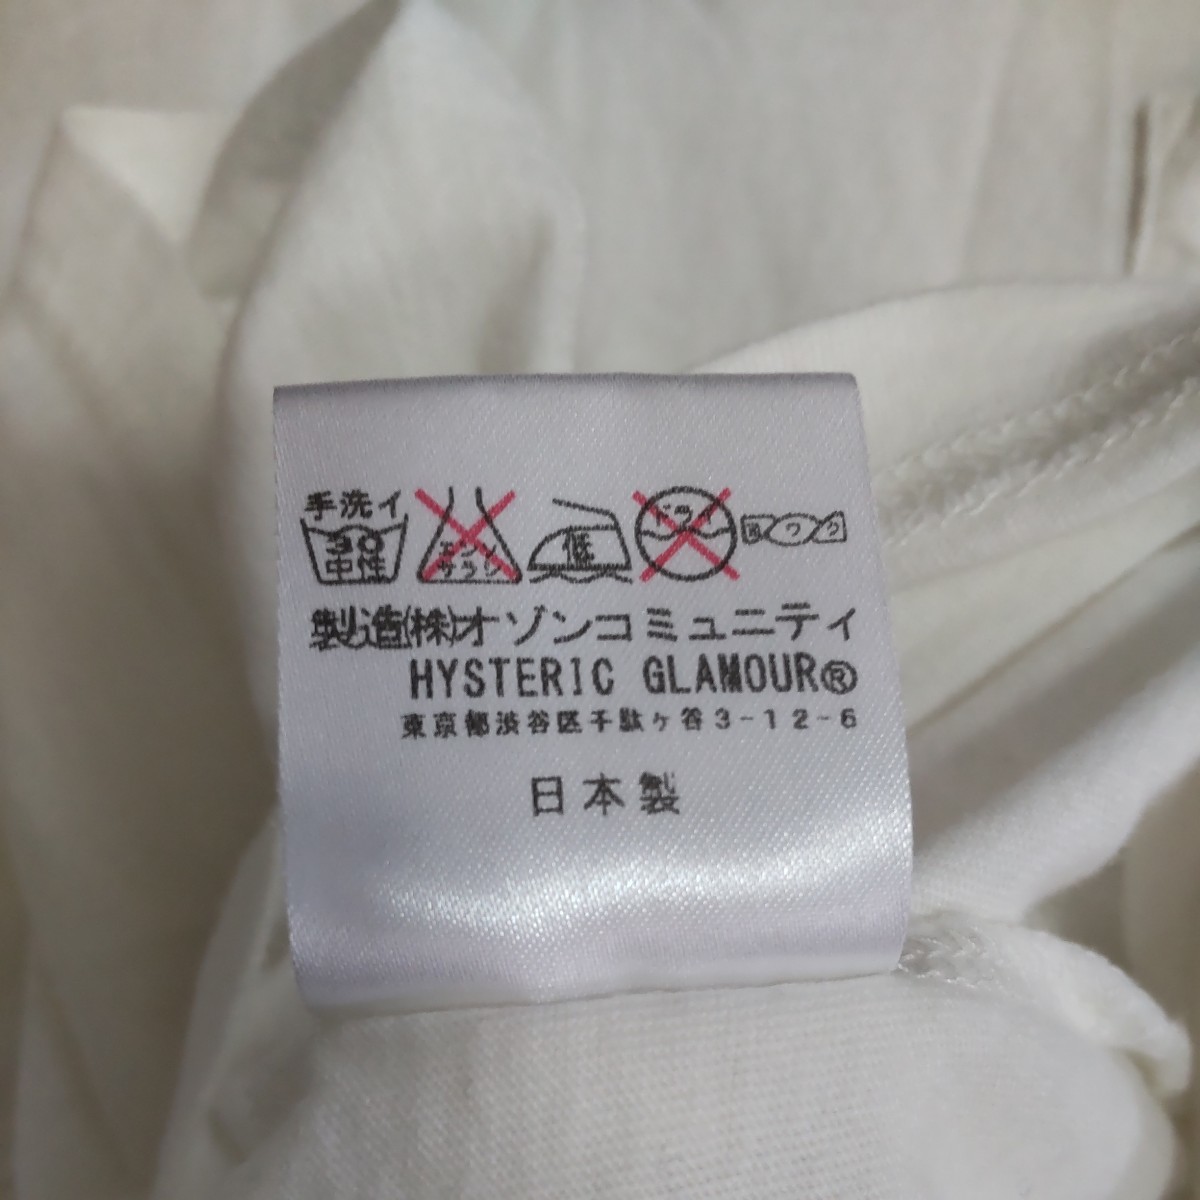 手洗イ
30 中性
エンソ サラシ
低
ドライ
ヨワク
製造(株)オゾンコミュニティ
HYSTERIC GLAMOUR®
東京都渋谷区千駄ヶ谷3-12-6
日本製